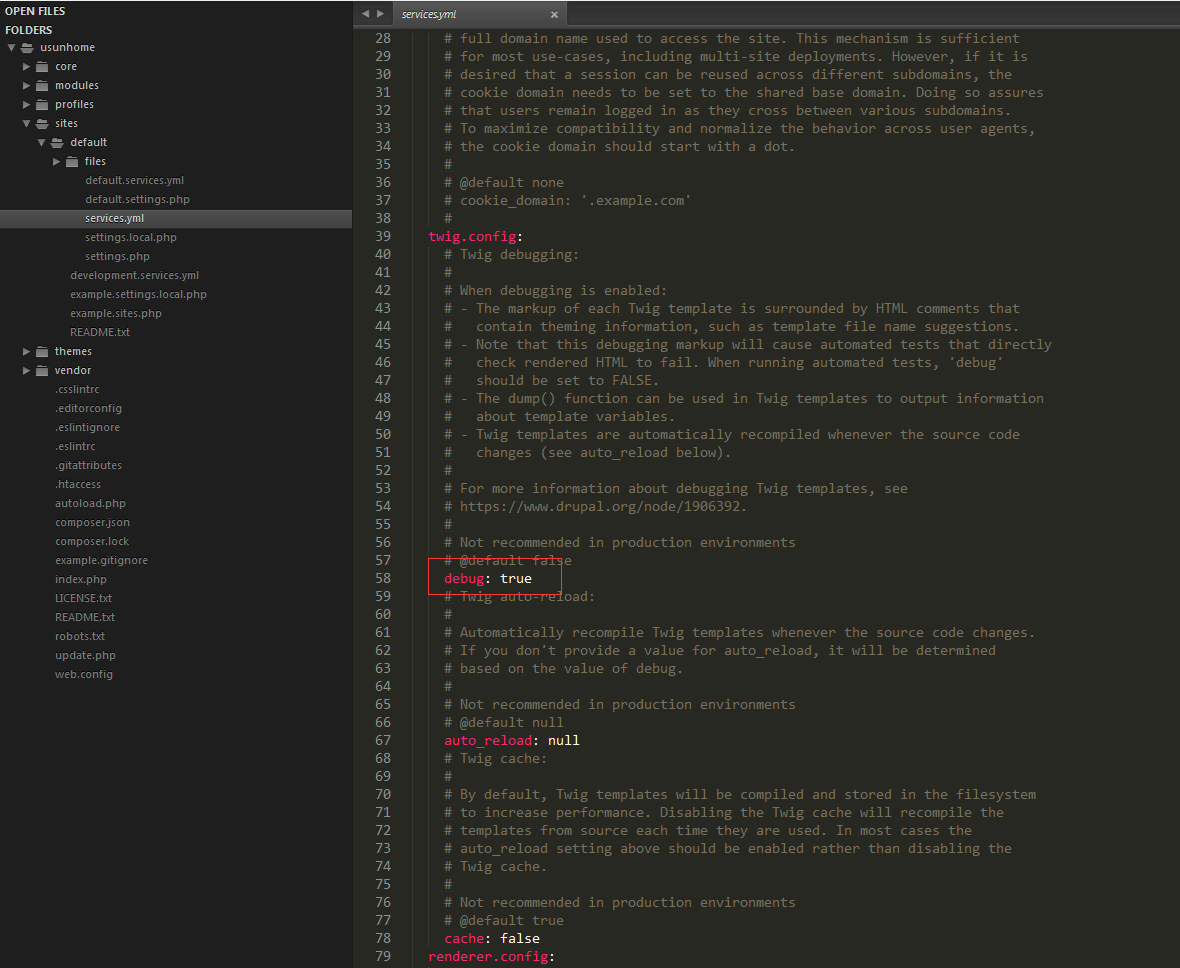 OPEN FILES
FOLDERS
usunhome
core
modules
profiles
sites
default
files
default.services.yml
default.settings.php
services.yml
settings.local.php
settings.php
development.services.yml
example.settings.local.php
example.sites.php
README.txt
themes
vendor
.csslintrc
.editorconfig
.eslintignore
.eslintrc
.gitattributes
.htaccess
autoload.php
composer.json
composer.lock
example.gitignore
index.php
LICENSE.txt
README.txt
robots.txt
update.php
web.config
services.yml ×
28 # full domain name used to access the site. This mechanism is sufficient
29 # for most use-cases, including multi-site deployments. However, if it is
30 # desired that a session can be reused across different subdomains, the
31 # cookie domain needs to be set to the shared base domain. Doing so assures
32 # that users remain logged in as they cross between various subdomains.
33 # To maximize compatibility and normalize the behavior across user agents,
34 # the cookie domain should start with a dot.
35 #
36 # @default none
37 # cookie_domain: '.example.com'
38 #
39 twig.config:
40 # Twig debugging:
41 #
42 # When debugging is enabled:
43 # - The markup of each Twig template is surrounded by HTML comments that
44 #   contain theming information, such as template file name suggestions.
45 # - Note that this debugging markup will cause automated tests that directly
46 #   check rendered HTML to fail. When running automated tests, 'debug'
47 #   should be set to FALSE.
48 # - The dump() function can be used in Twig templates to output information
49 #   about template variables.
50 # - Twig templates are automatically recompiled whenever the source code
51 #   changes (see auto_reload below).
52 #
53 # For more information about debugging Twig templates, see
54 # https://www.drupal.org/node/1906392.
55 #
56 # Not recommended in production environments
57 # @default false
58 debug: true
59 # Twig auto-reload:
60 #
61 # Automatically recompile Twig templates whenever the source code changes.
62 # If you don't provide a value for auto_reload, it will be determined
63 # based on the value of debug.
64 #
65 # Not recommended in production environments
66 # @default null
67 auto_reload: null
68 # Twig cache:
69 #
70 # By default, Twig templates will be compiled and stored in the filesystem
71 # to increase performance. Disabling the Twig cache will recompile the
72 # templates from source each time they are used. In most cases the
73 # auto_reload setting above should be enabled rather than disabling the
74 # Twig cache.
75 #
76 # Not recommended in production environments
77 # @default true
78 cache: false
79 renderer.config: